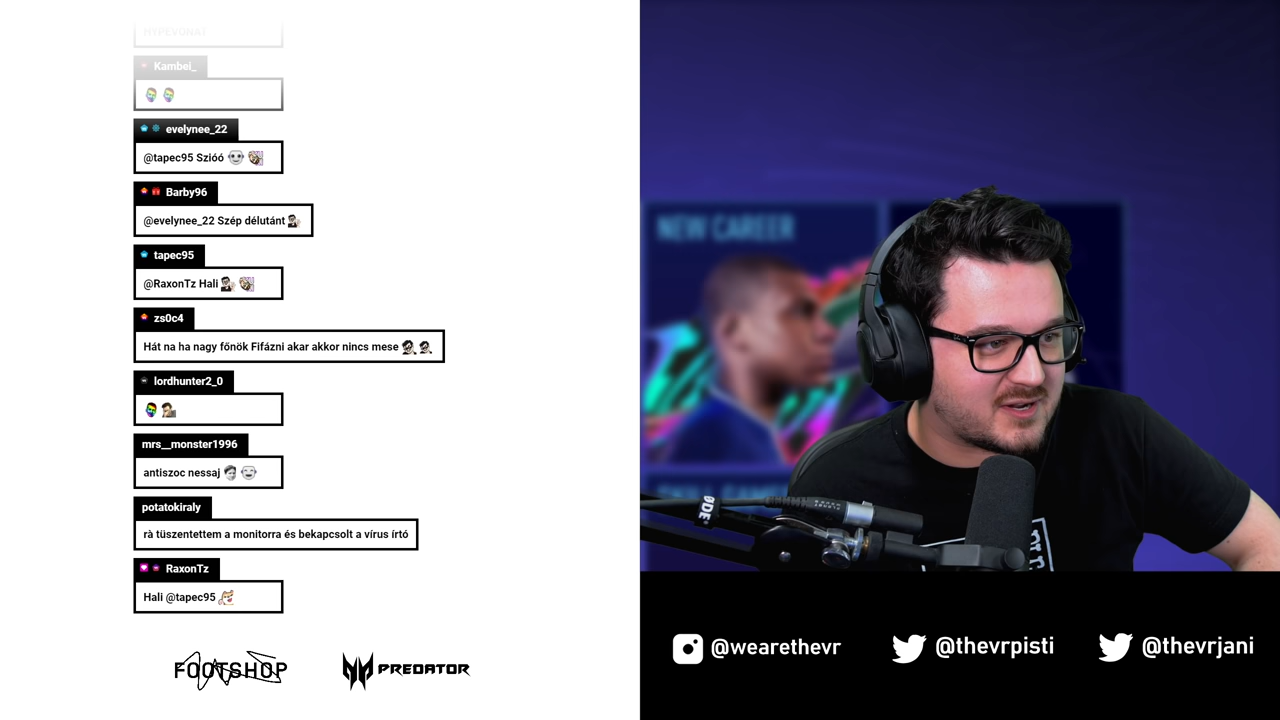 HYPEVONAT
Kambei_
evelynee_22
@tapec95 Szióó
Barby96
@evelynee_22 Szép délutánt
tapec95
@RaxonTz Hali
zs0c4
Hát na ha nagy főnök Fifázni akar akkor nincs mese
lordhunter2_0
mrs__monster1996
antiszoc nessaj
potatokiraly
rà tüszentettem a monitorra és bekapcsolt a vírus írtó
RaxonTz
Hali @tapec95
FOOTSHOP
PREDATOR
NEW CAREER
@wearethevr
@thevrpisti
@thevrjani